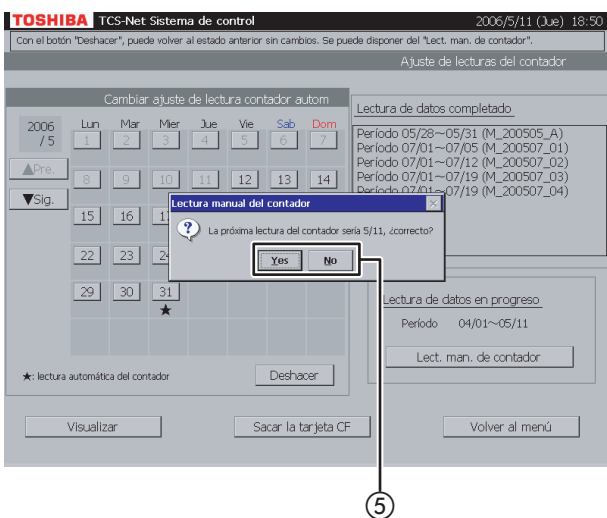 TOSHIBA TCS-Net Sistema de control 2006/5/11 (Jue) 18:50
Con el botón "Deshacer", puede volver al estado anterior sin cambios. Se puede disponer del "Lect. man. de contador".
Ajuste de lecturas del contador
Cambiar ajuste de lectura contador autom
Lectura de datos completado
2006 / 5
Lun Mar Mier Jue Vie Sab Dom
1 2 3 4 5 6 7
▲Pre.
8 9 10 11 12 13 14
▼Sig.
15 16
22 23
29 30 31
★
Período 05/28~05/31 (M_200505_A)
Período 07/01~07/05 (M_200507_01)
Período 07/01~07/12 (M_200507_02)
Período 07/01~07/19 (M_200507_03)
Período 07/01~07/19 (M_200507_04)
Lectura manual del contador
La próxima lectura del contador sería 5/11, ¿correcto?
Yes No
Lectura de datos en progreso
Período 04/01~05/11
Lect. man. de contador
★: lectura automática del contador
Deshacer
Visualizar Sacar la tarjeta CF Volver al menú
⑤